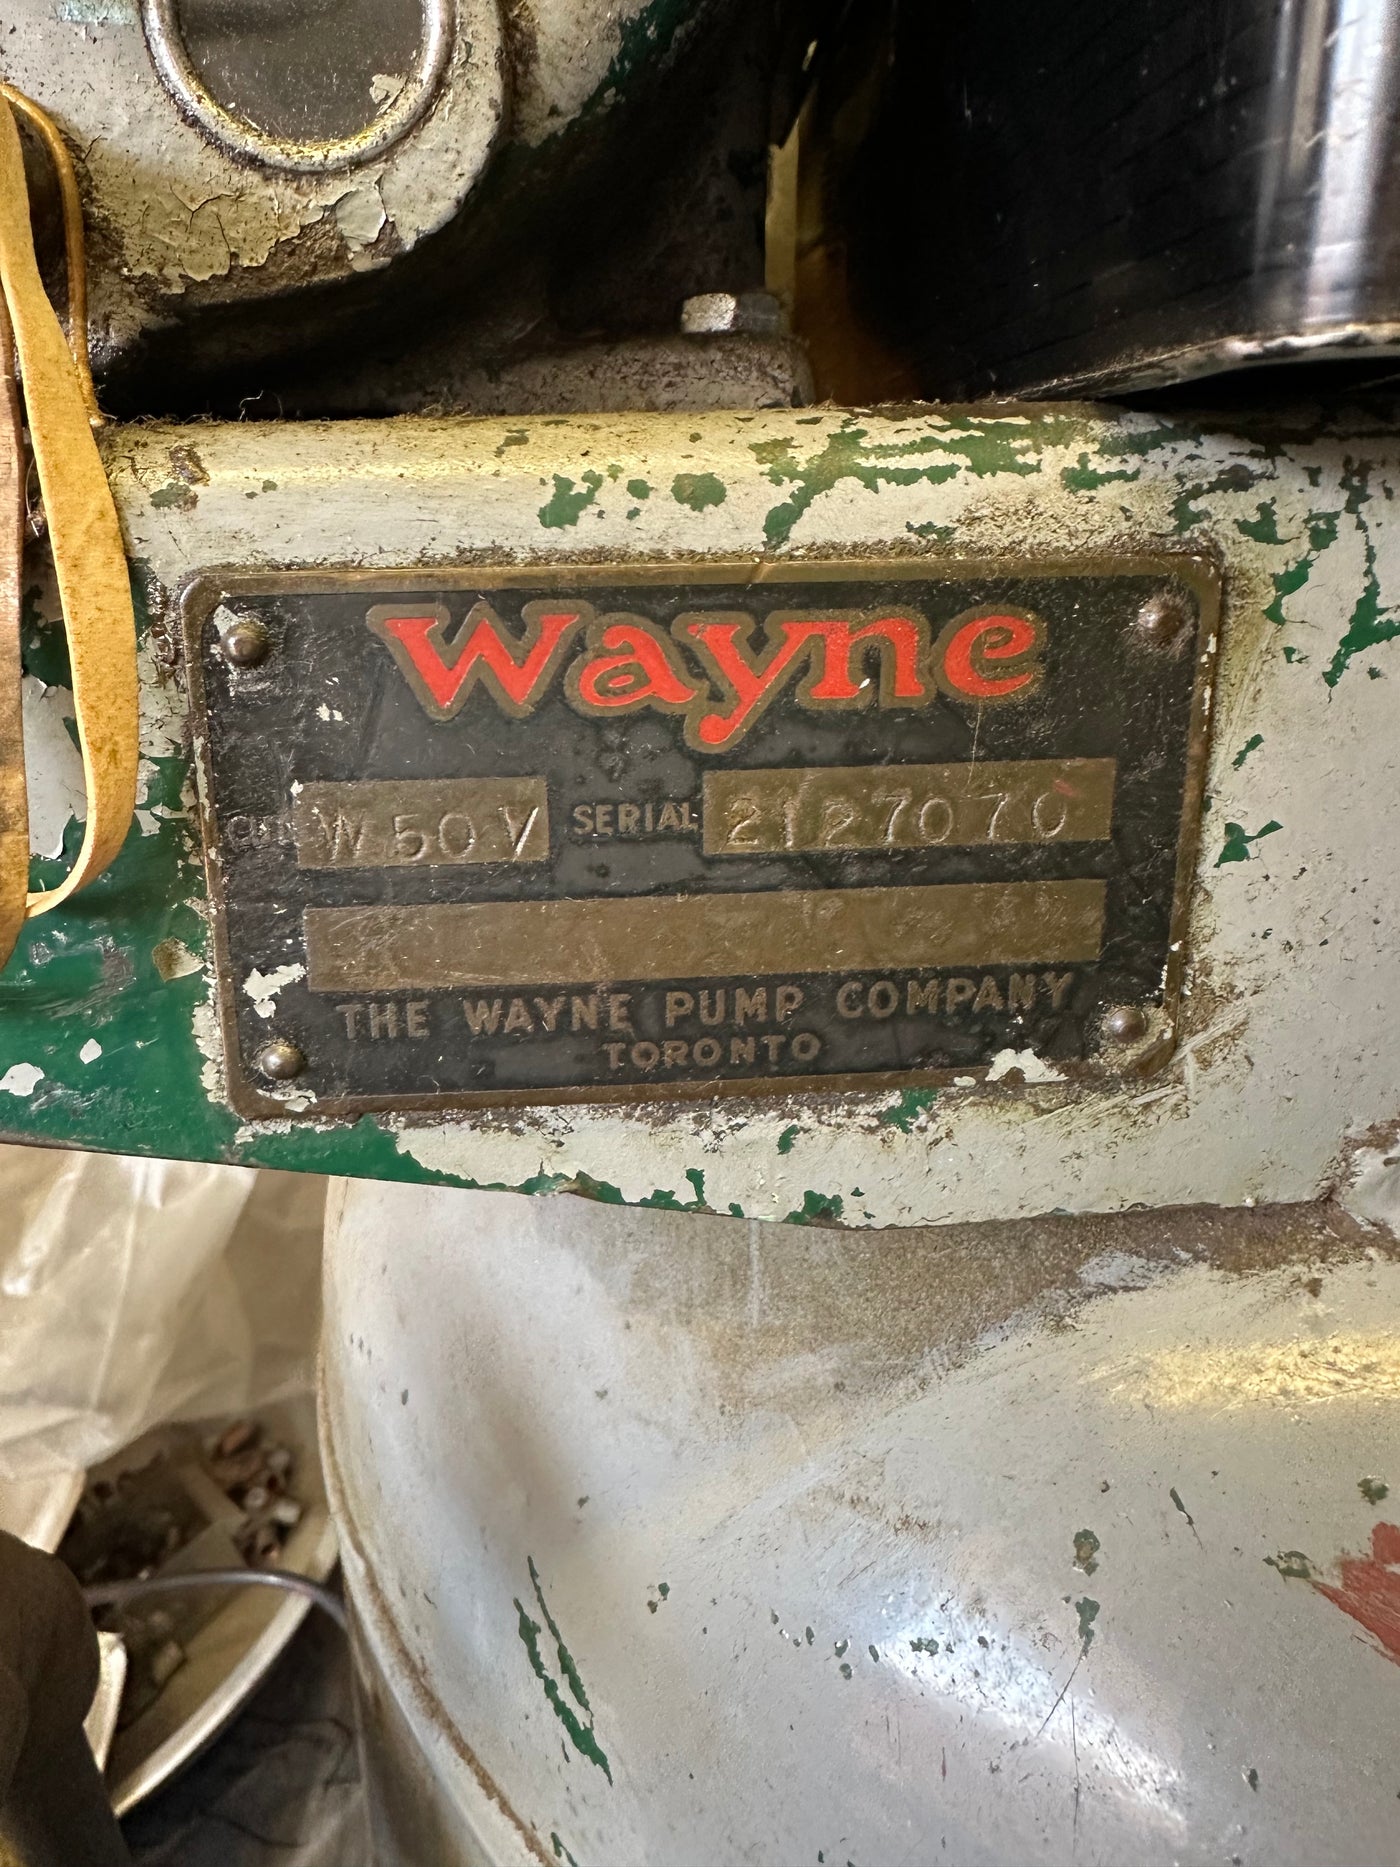 Wayne
W 50 V SERIAL 2127070
THE WAYNE PUMP COMPANY
TORONTO